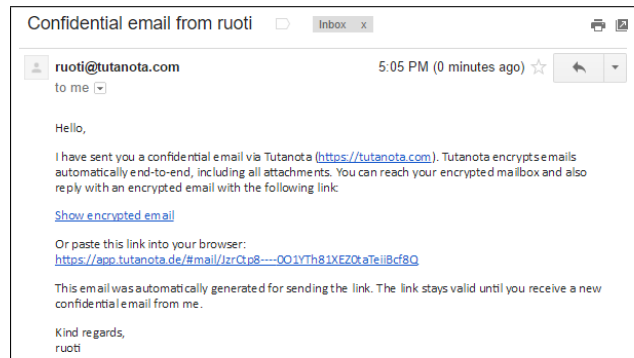 Confidential email from ruoti
Inbox x
ruoti@tutanota.com
5:05 PM (0 minutes ago)
to me
Hello,
I have sent you a confidential email via Tutanota (https://tutanota.com). Tutanota encrypts emails
automatically end-to-end, including all attachments. You can reach your encrypted mailbox and also
reply with an encrypted email with the following link:
Show encrypted email
Or paste this link into your browser:
https://app.tutanota.de/#mail/JzrCtp8----0O1YTh81XEZ0taTeiiBcf8Q
This email was automatically generated for sending the link. The link stays valid until you receive a new
confidential email from me.
Kind regards,
ruoti